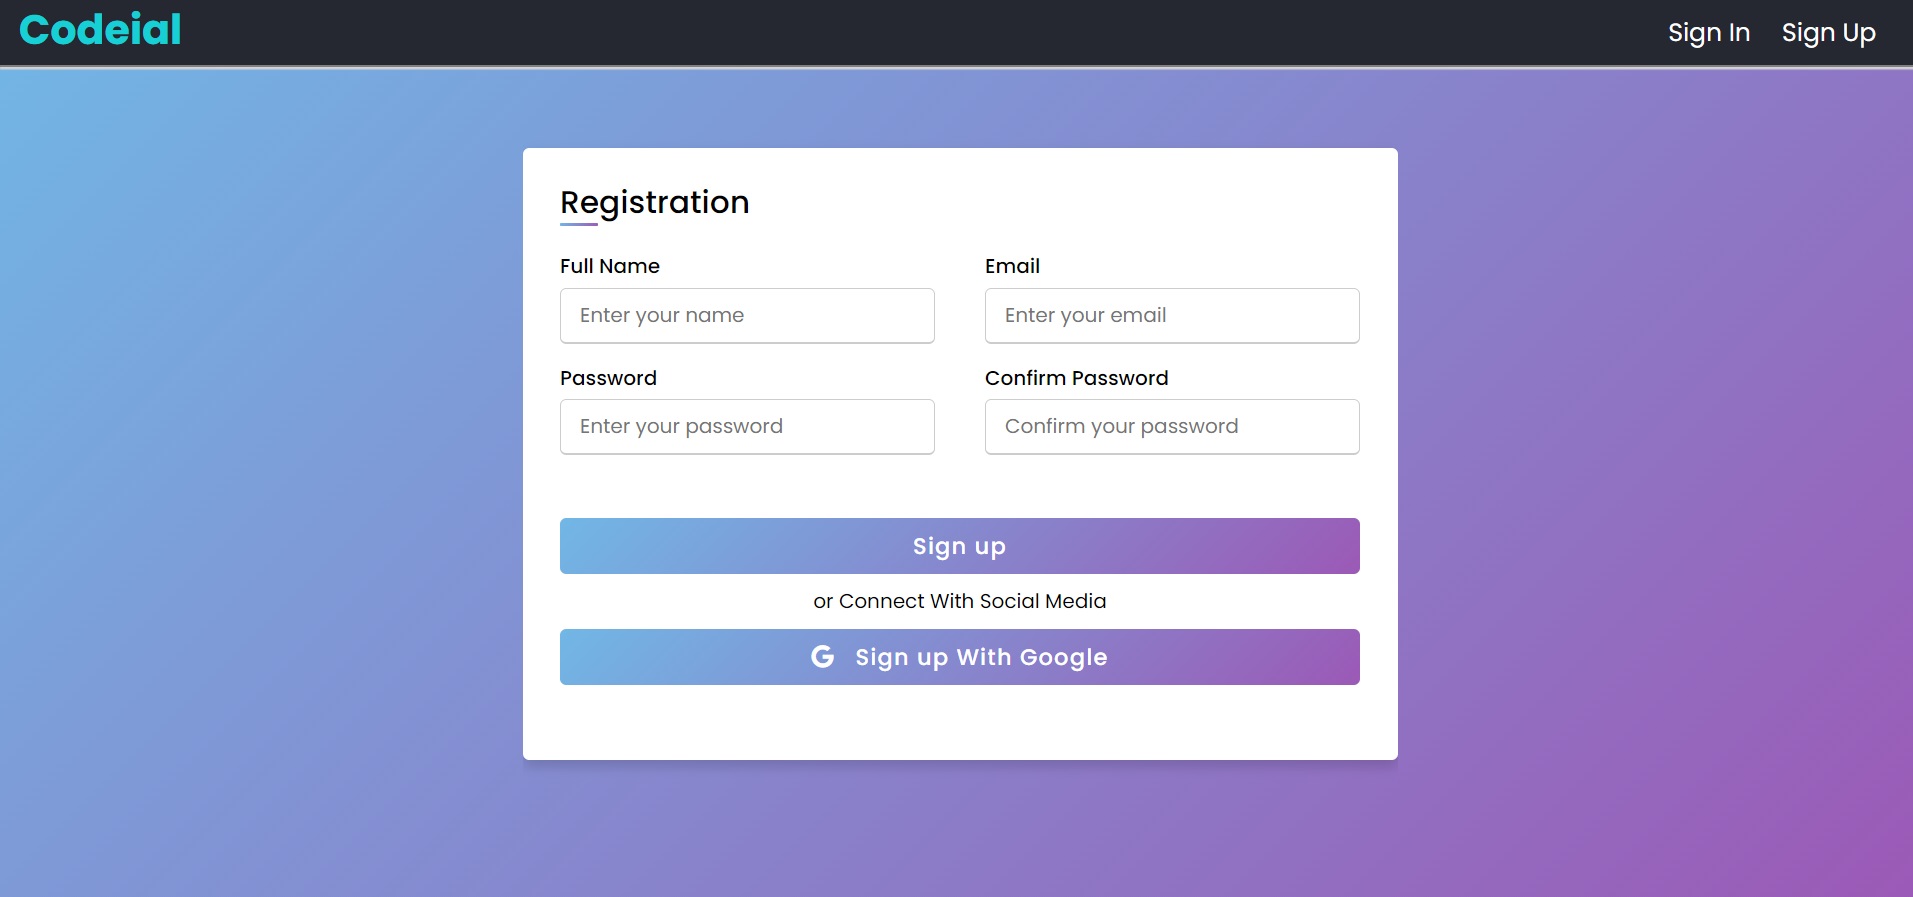 Codeial
Sign In Sign Up
Registration
Full Name
Enter your name
Email
Enter your email
Password
Enter your password
Confirm Password
Confirm your password
Sign up
or Connect With Social Media
G Sign up With Google